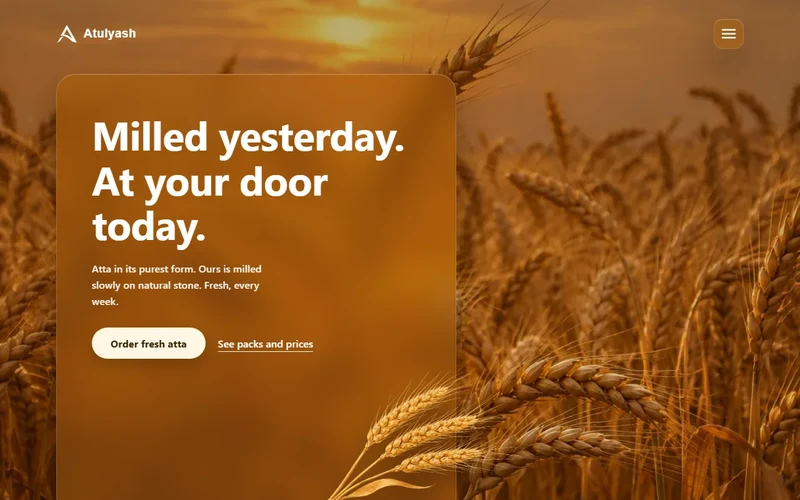 Atulyash
Milled yesterday.
At your door
today.
Atta in its purest form. Ours is milled
slowly on natural stone. Fresh, every
week.
Order fresh atta
See packs and prices